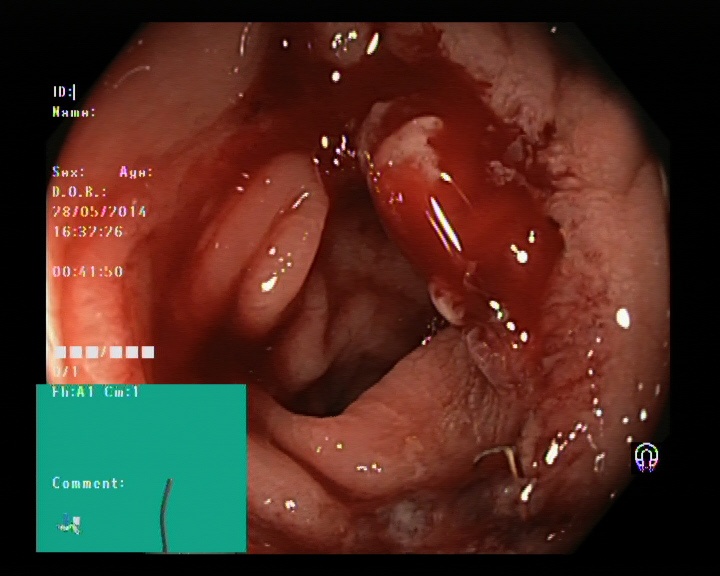 ID:
Name:
Sex: Age:
D.O.B.:
28/05/2014
16:32:26
00:41:50
0/1
Ph:A1 Cm:1
Comment: